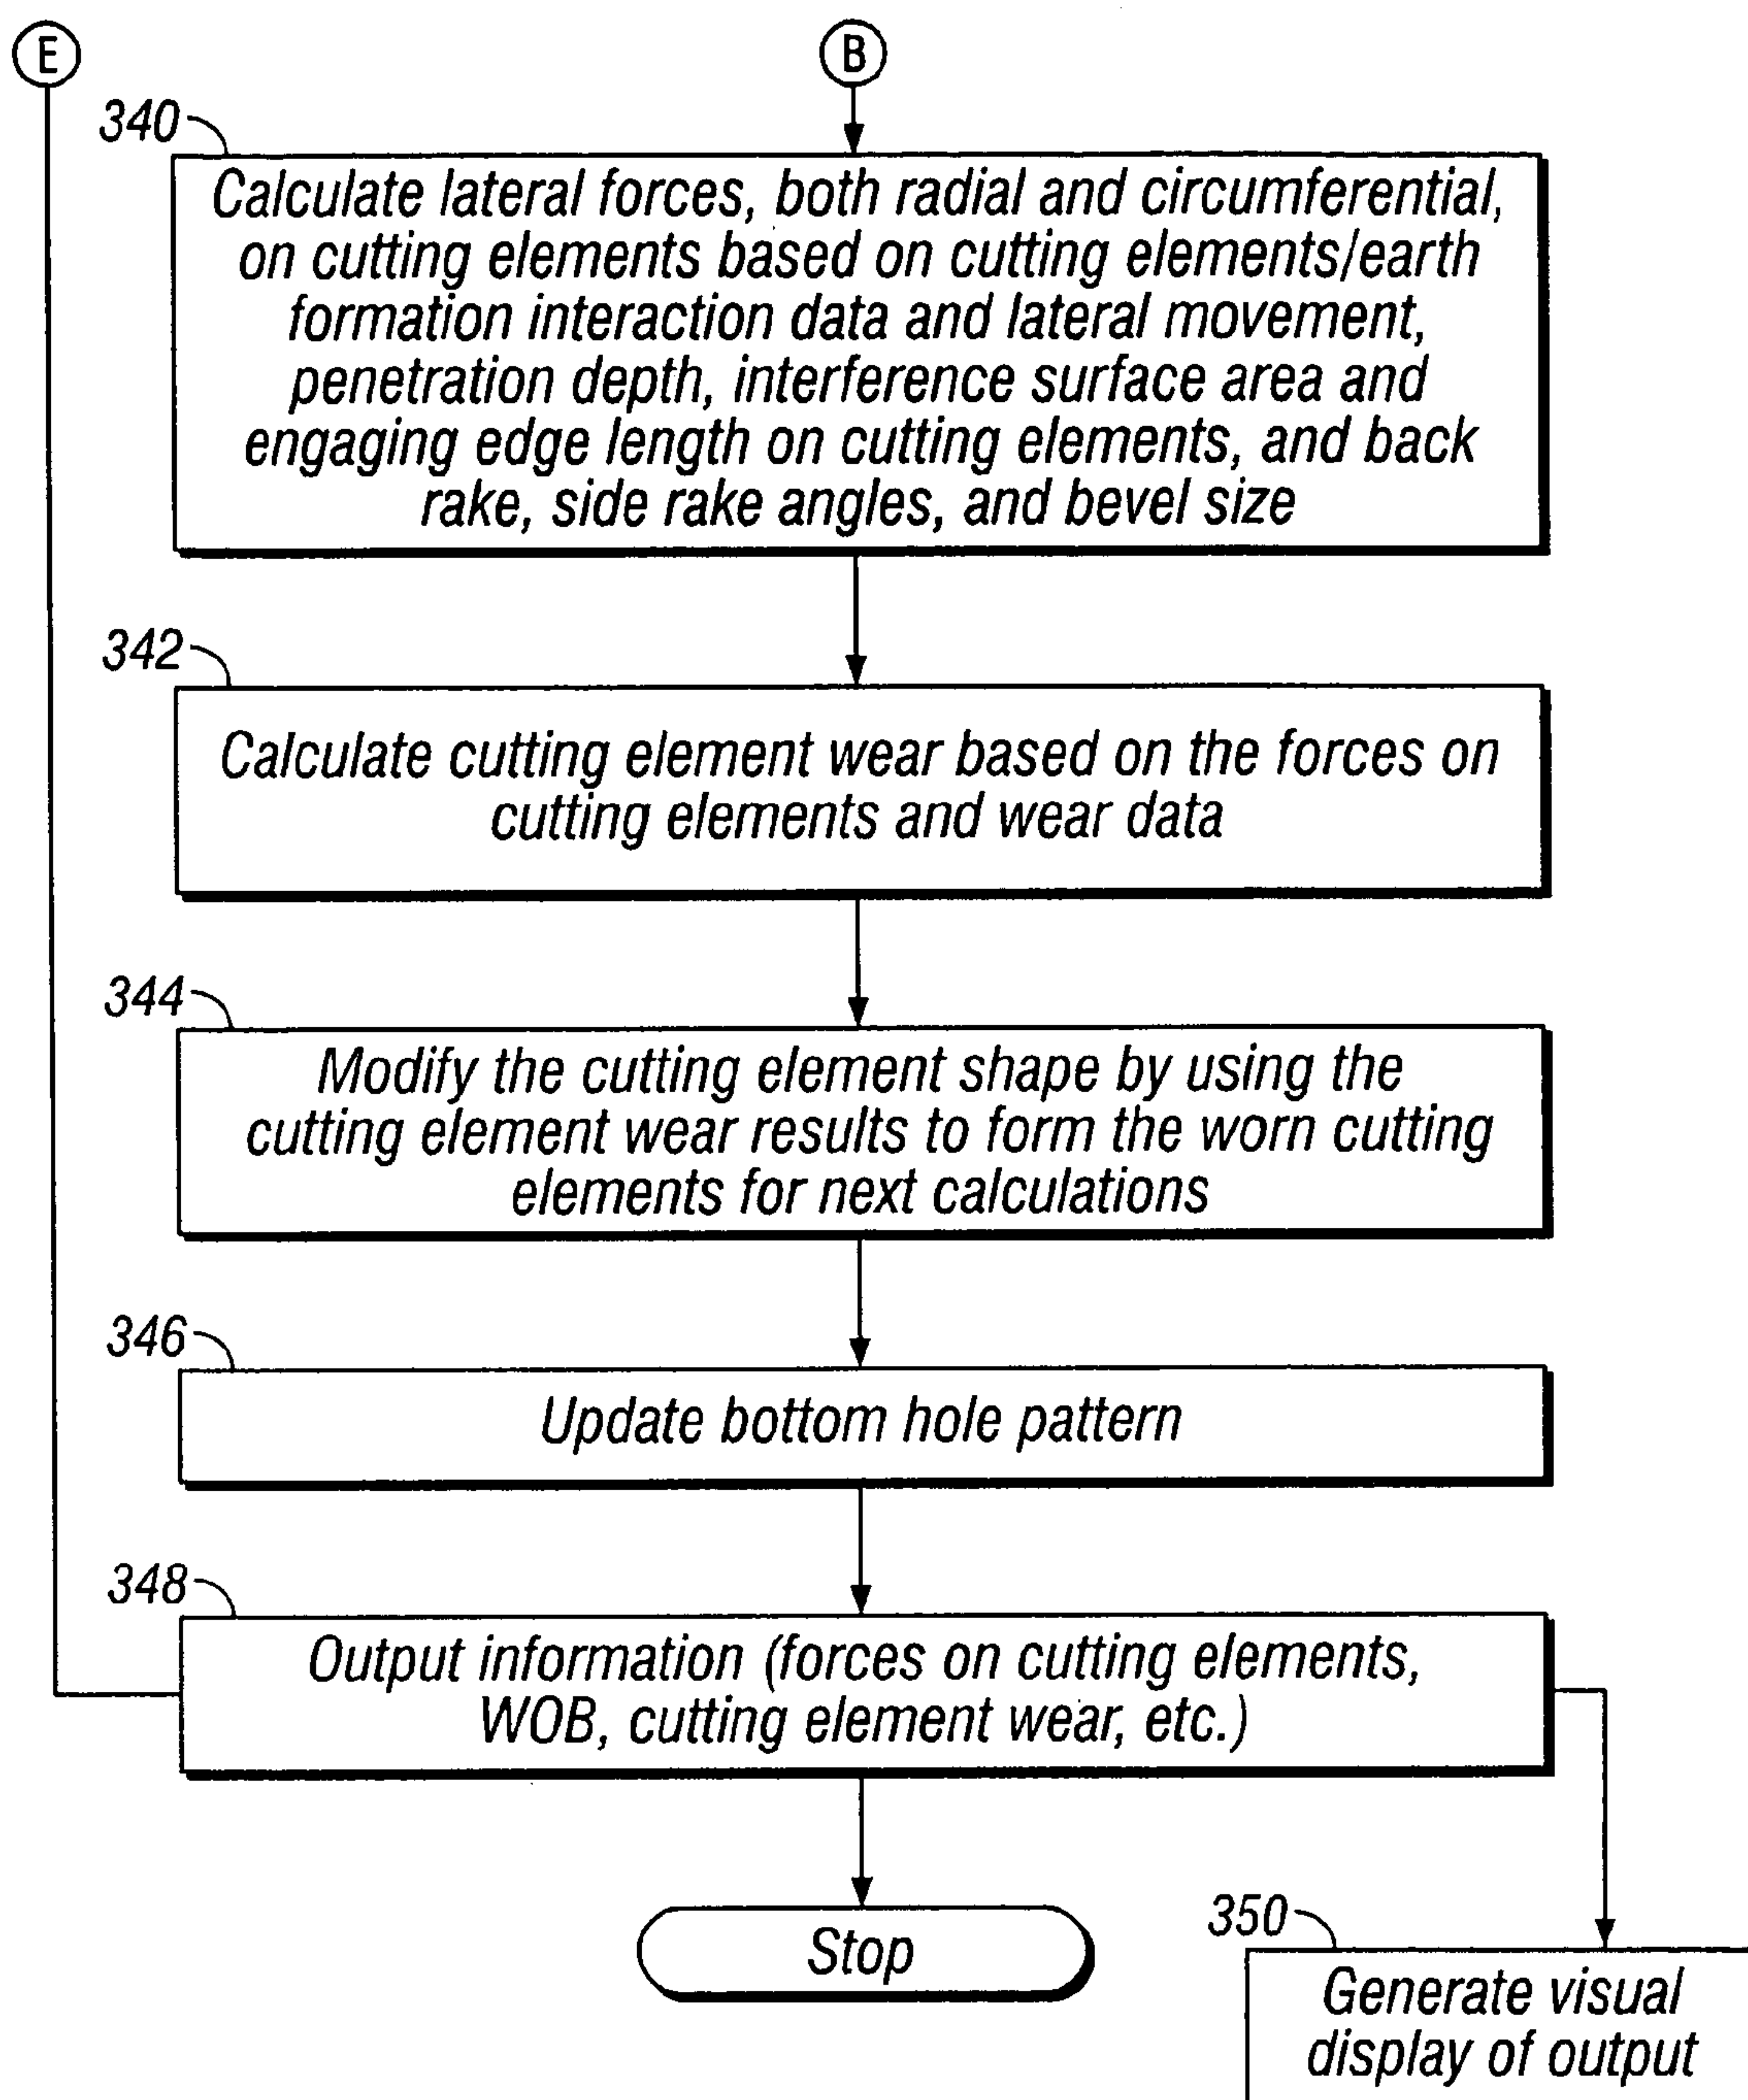 E
B
340
Calculate lateral forces, both radial and circumferential,
on cutting elements based on cutting elements/earth
formation interaction data and lateral movement,
penetration depth, interference surface area and
engaging edge length on cutting elements, and back
rake, side rake angles, and bevel size
342
Calculate cutting element wear based on the forces on
cutting elements and wear data
344
Modify the cutting element shape by using the
cutting element wear results to form the worn cutting
elements for next calculations
346
Update bottom hole pattern
348
Output information (forces on cutting elements,
WOB, cutting element wear, etc.)
Stop
350
Generate visual
display of output